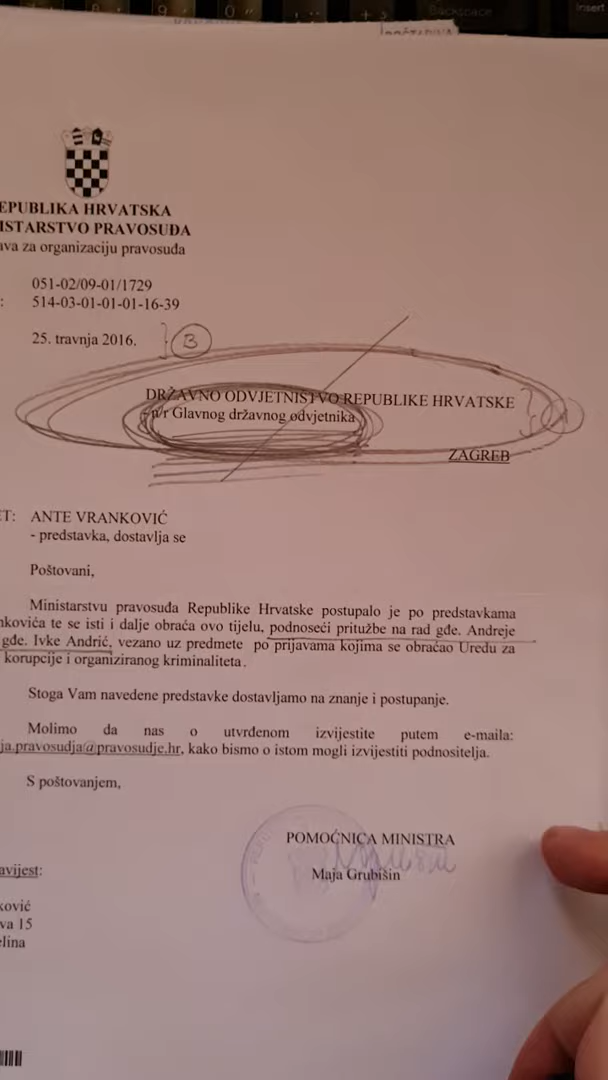 Backspace
Insert
EPUBLIKA HRVATSKA
ISTARSTVO PRAVOSUĐA
ava za organizaciju pravosuđa
051-02/09-01/1729
: 514-03-01-01-01-16-39
25. travnja 2016. B
DRŽAVNO ODVJETNIŠTVO REPUBLIKE HRVATSKE
n/r Glavnog državnog odvjetnika
ZAGREB
ET: ANTE VRANKOVIĆ
- predstavka, dostavlja se
Poštovani,
Ministarstvu pravosuđa Republike Hrvatske postupalo je po predstavkama
nkovića te se isti i dalje obraća ovo tijelu, podnoseći pritužbe na rad gđe. Andreje
gđe. Ivke Andrić, vezano uz predmete po prijavama kojima se obraćao Uredu za
korupcije i organiziranog kriminaliteta.
Stoga Vam navedene predstavke dostavljamo na znanje i postupanje.
Molimo da nas o utvrđenom izvijestite putem e-maila:
ja.pravosudja@pravosudje.hr, kako bismo o istom mogli izvijestiti podnositelja.
S poštovanjem,
POMOĆNICA MINISTRA
Maja Grubišin
avijest:
ković
va 15
elina